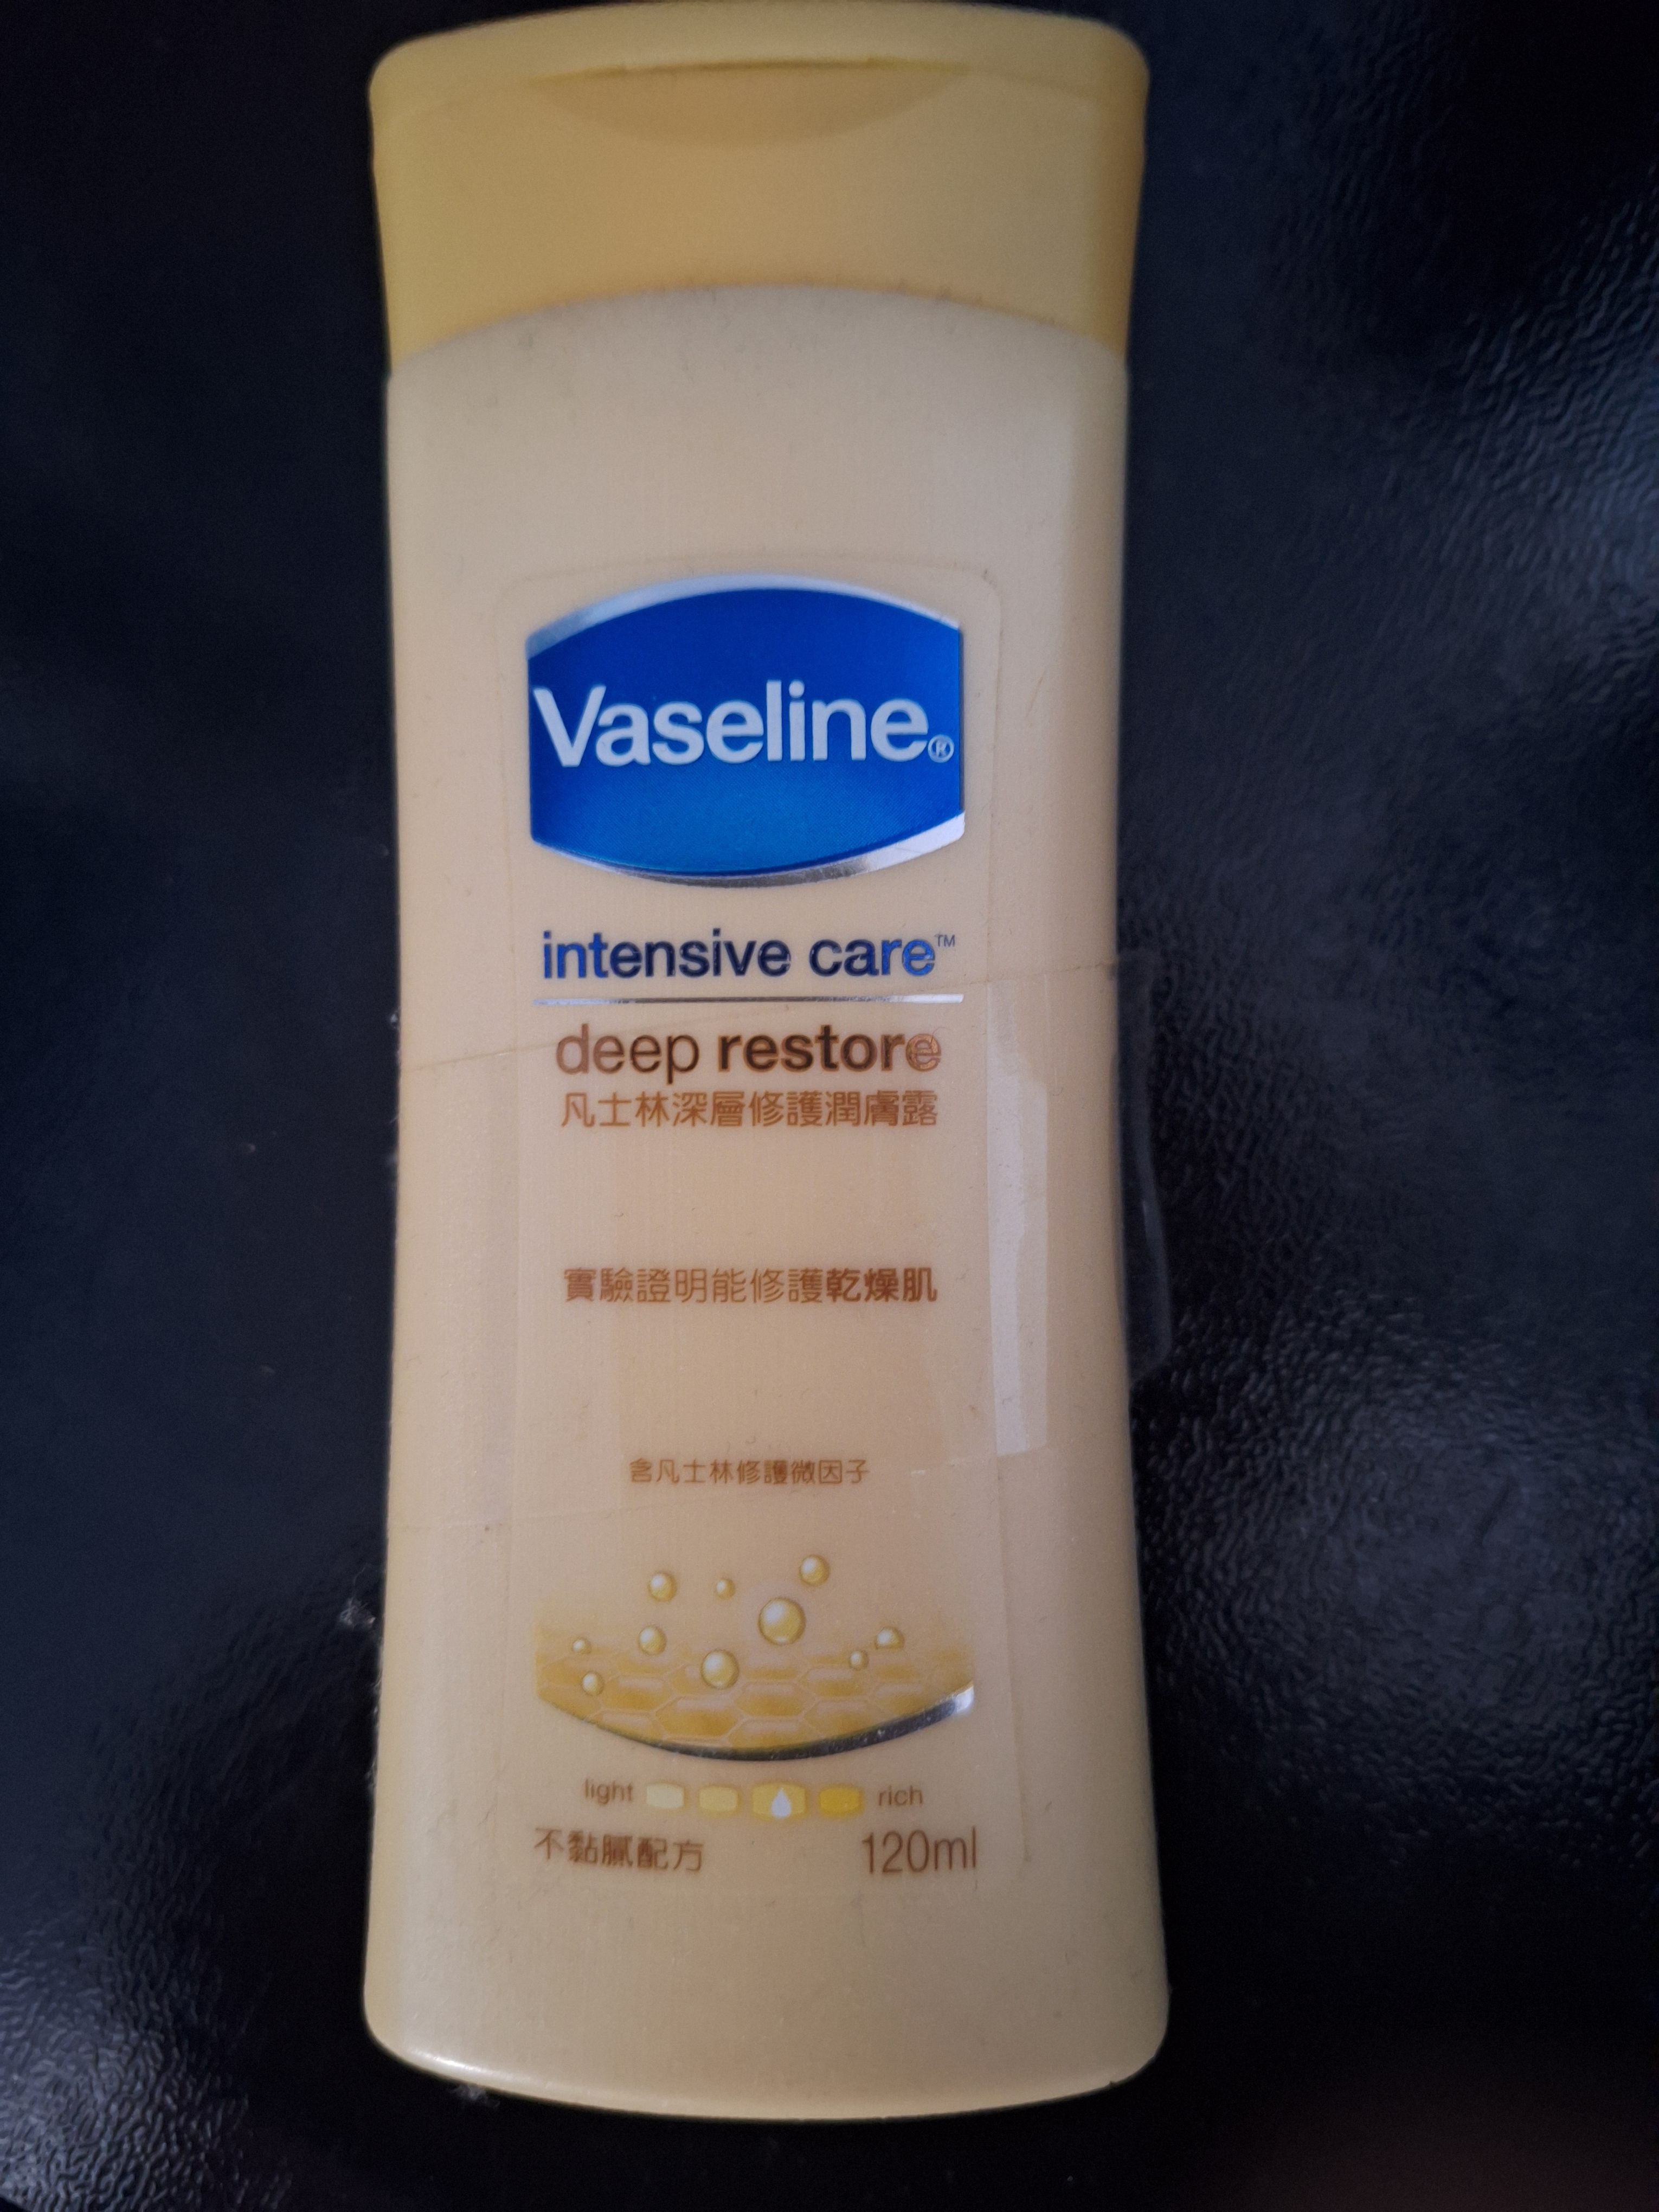 Vaseline®
intensive care™
deep restore
凡士林深層修護潤膚露
實驗證明能修護乾燥肌
含凡士林修護微因子
light rich
不黏膩配方 120ml